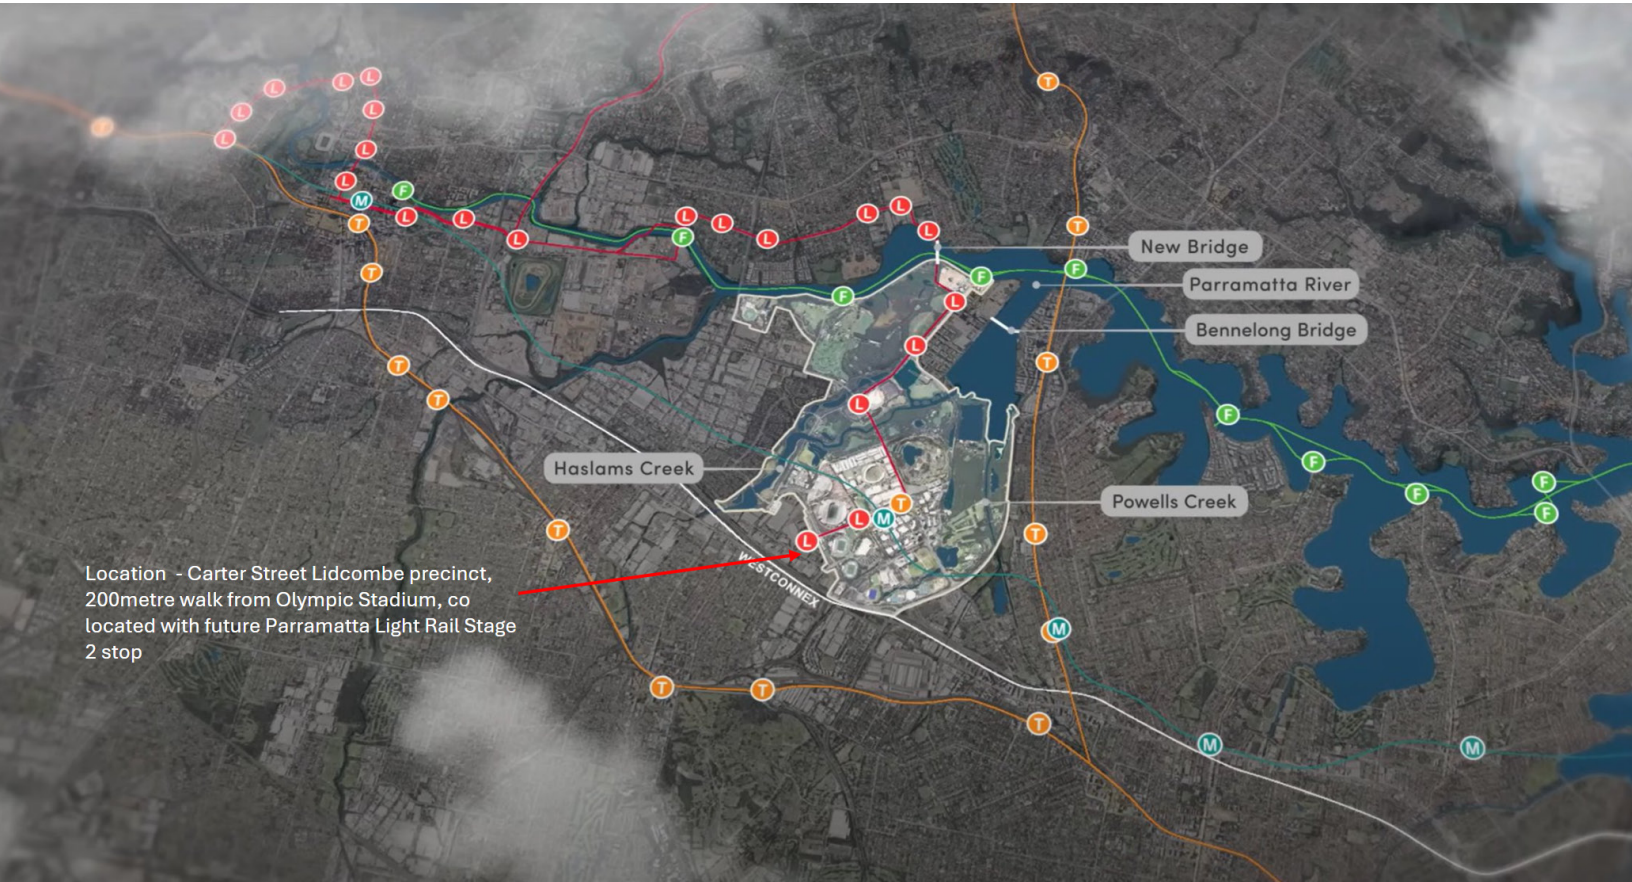 L L L
L L
L L
L
M F
L L L
T
L L L
F
L L
L
T
T
T
New Bridge
F F
Parramatta River
F
L
Bennelong Bridge
L
T
T
T
L
F
Haslams Creek
F
F
F
F
T
Powells Creek
L M
T
T
L
WESTCONNEX
Location - Carter Street Lidcombe precinct,
200metre walk from Olympic Stadium, co
located with future Parramatta Light Rail Stage
2 stop
M
T T
T
M M